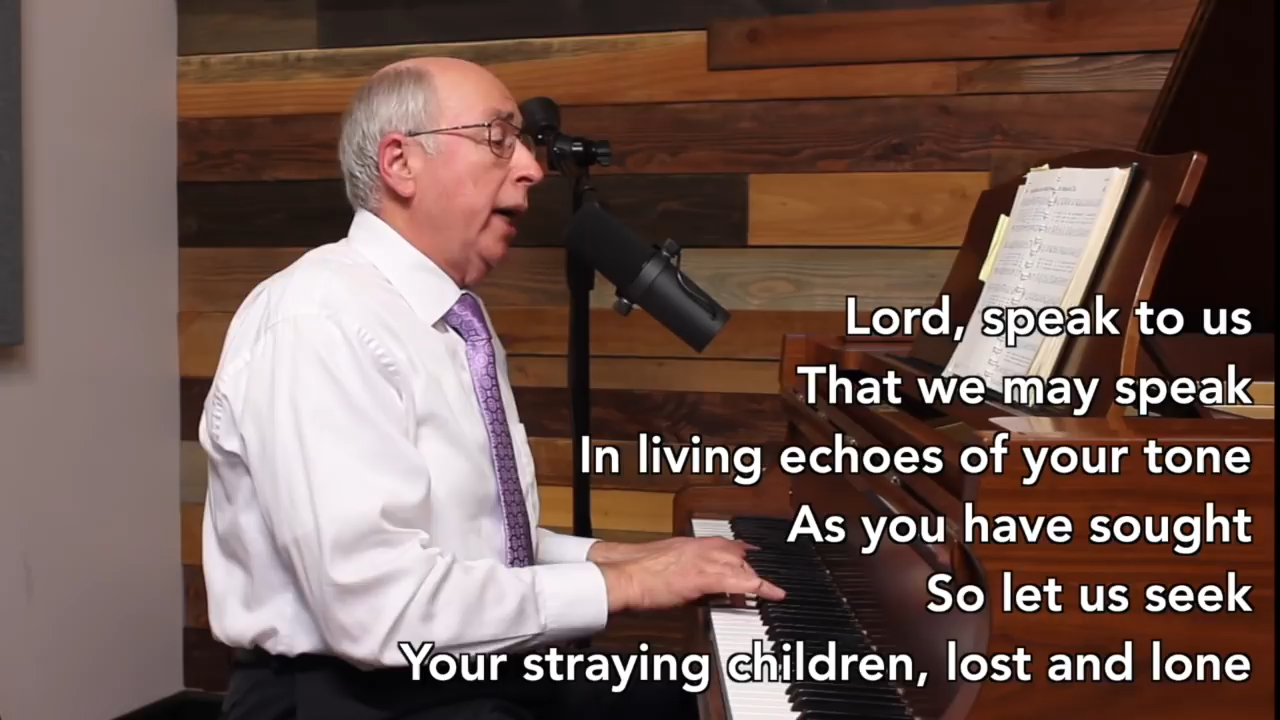 Lord, speak to us
That we may speak
In living echoes of your tone
As you have sought
So let us seek
Your straying children, lost and lone